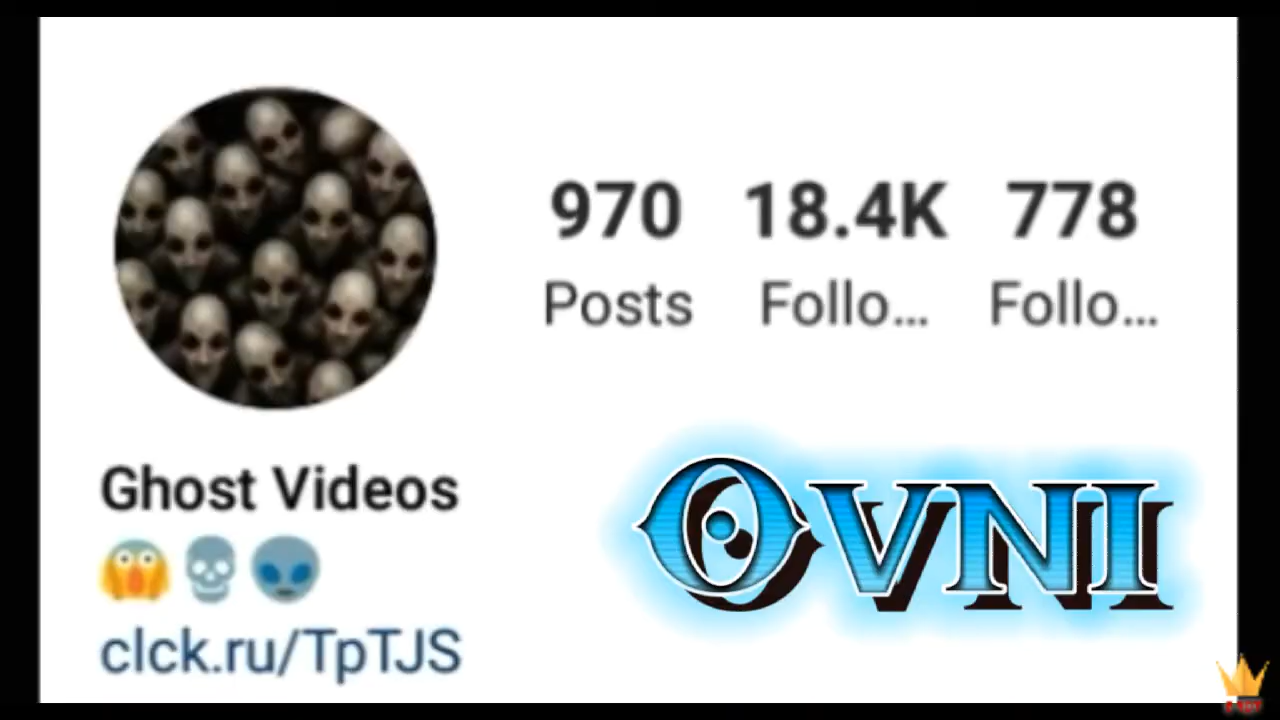 970 18.4K 778
Posts Follo... Follo...
Ghost Videos
OVNI
clck.ru/TpTJS